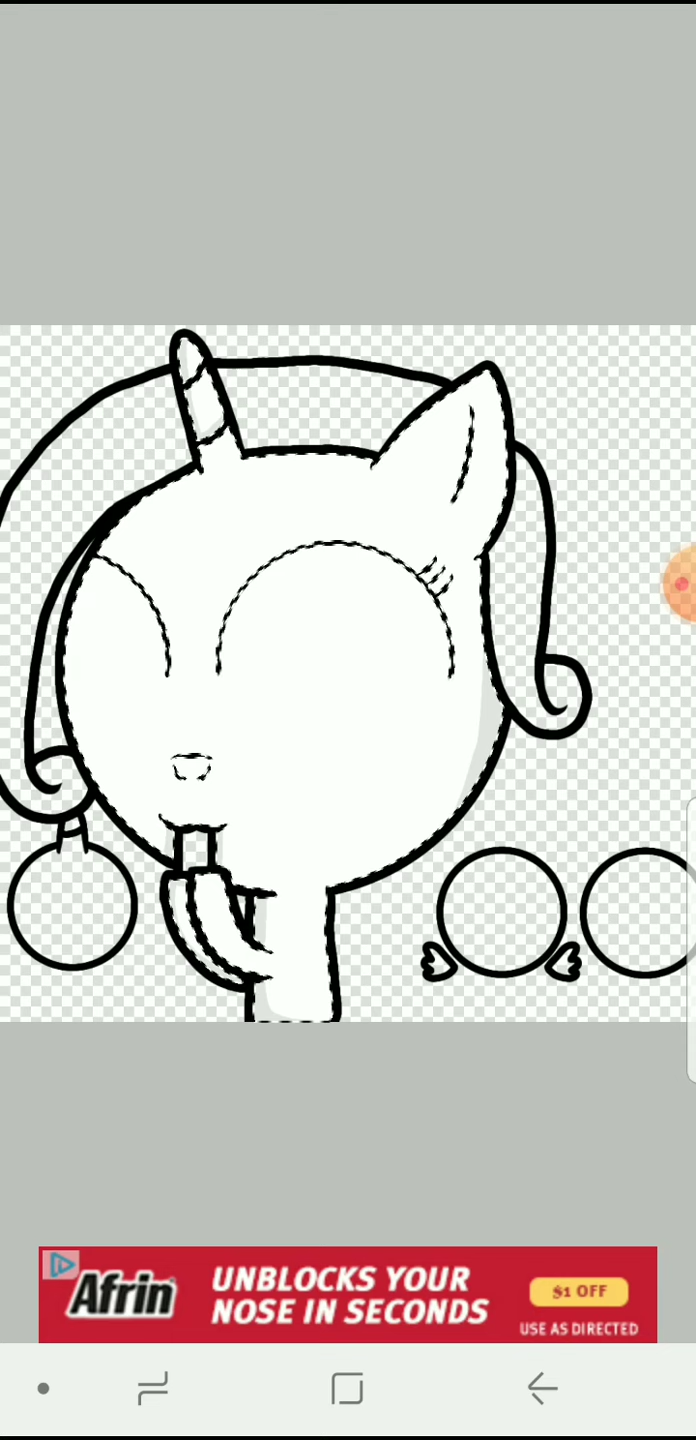 Afrin
UNBLOCKS YOUR
NOSE IN SECONDS
$1 OFF
USE AS DIRECTED